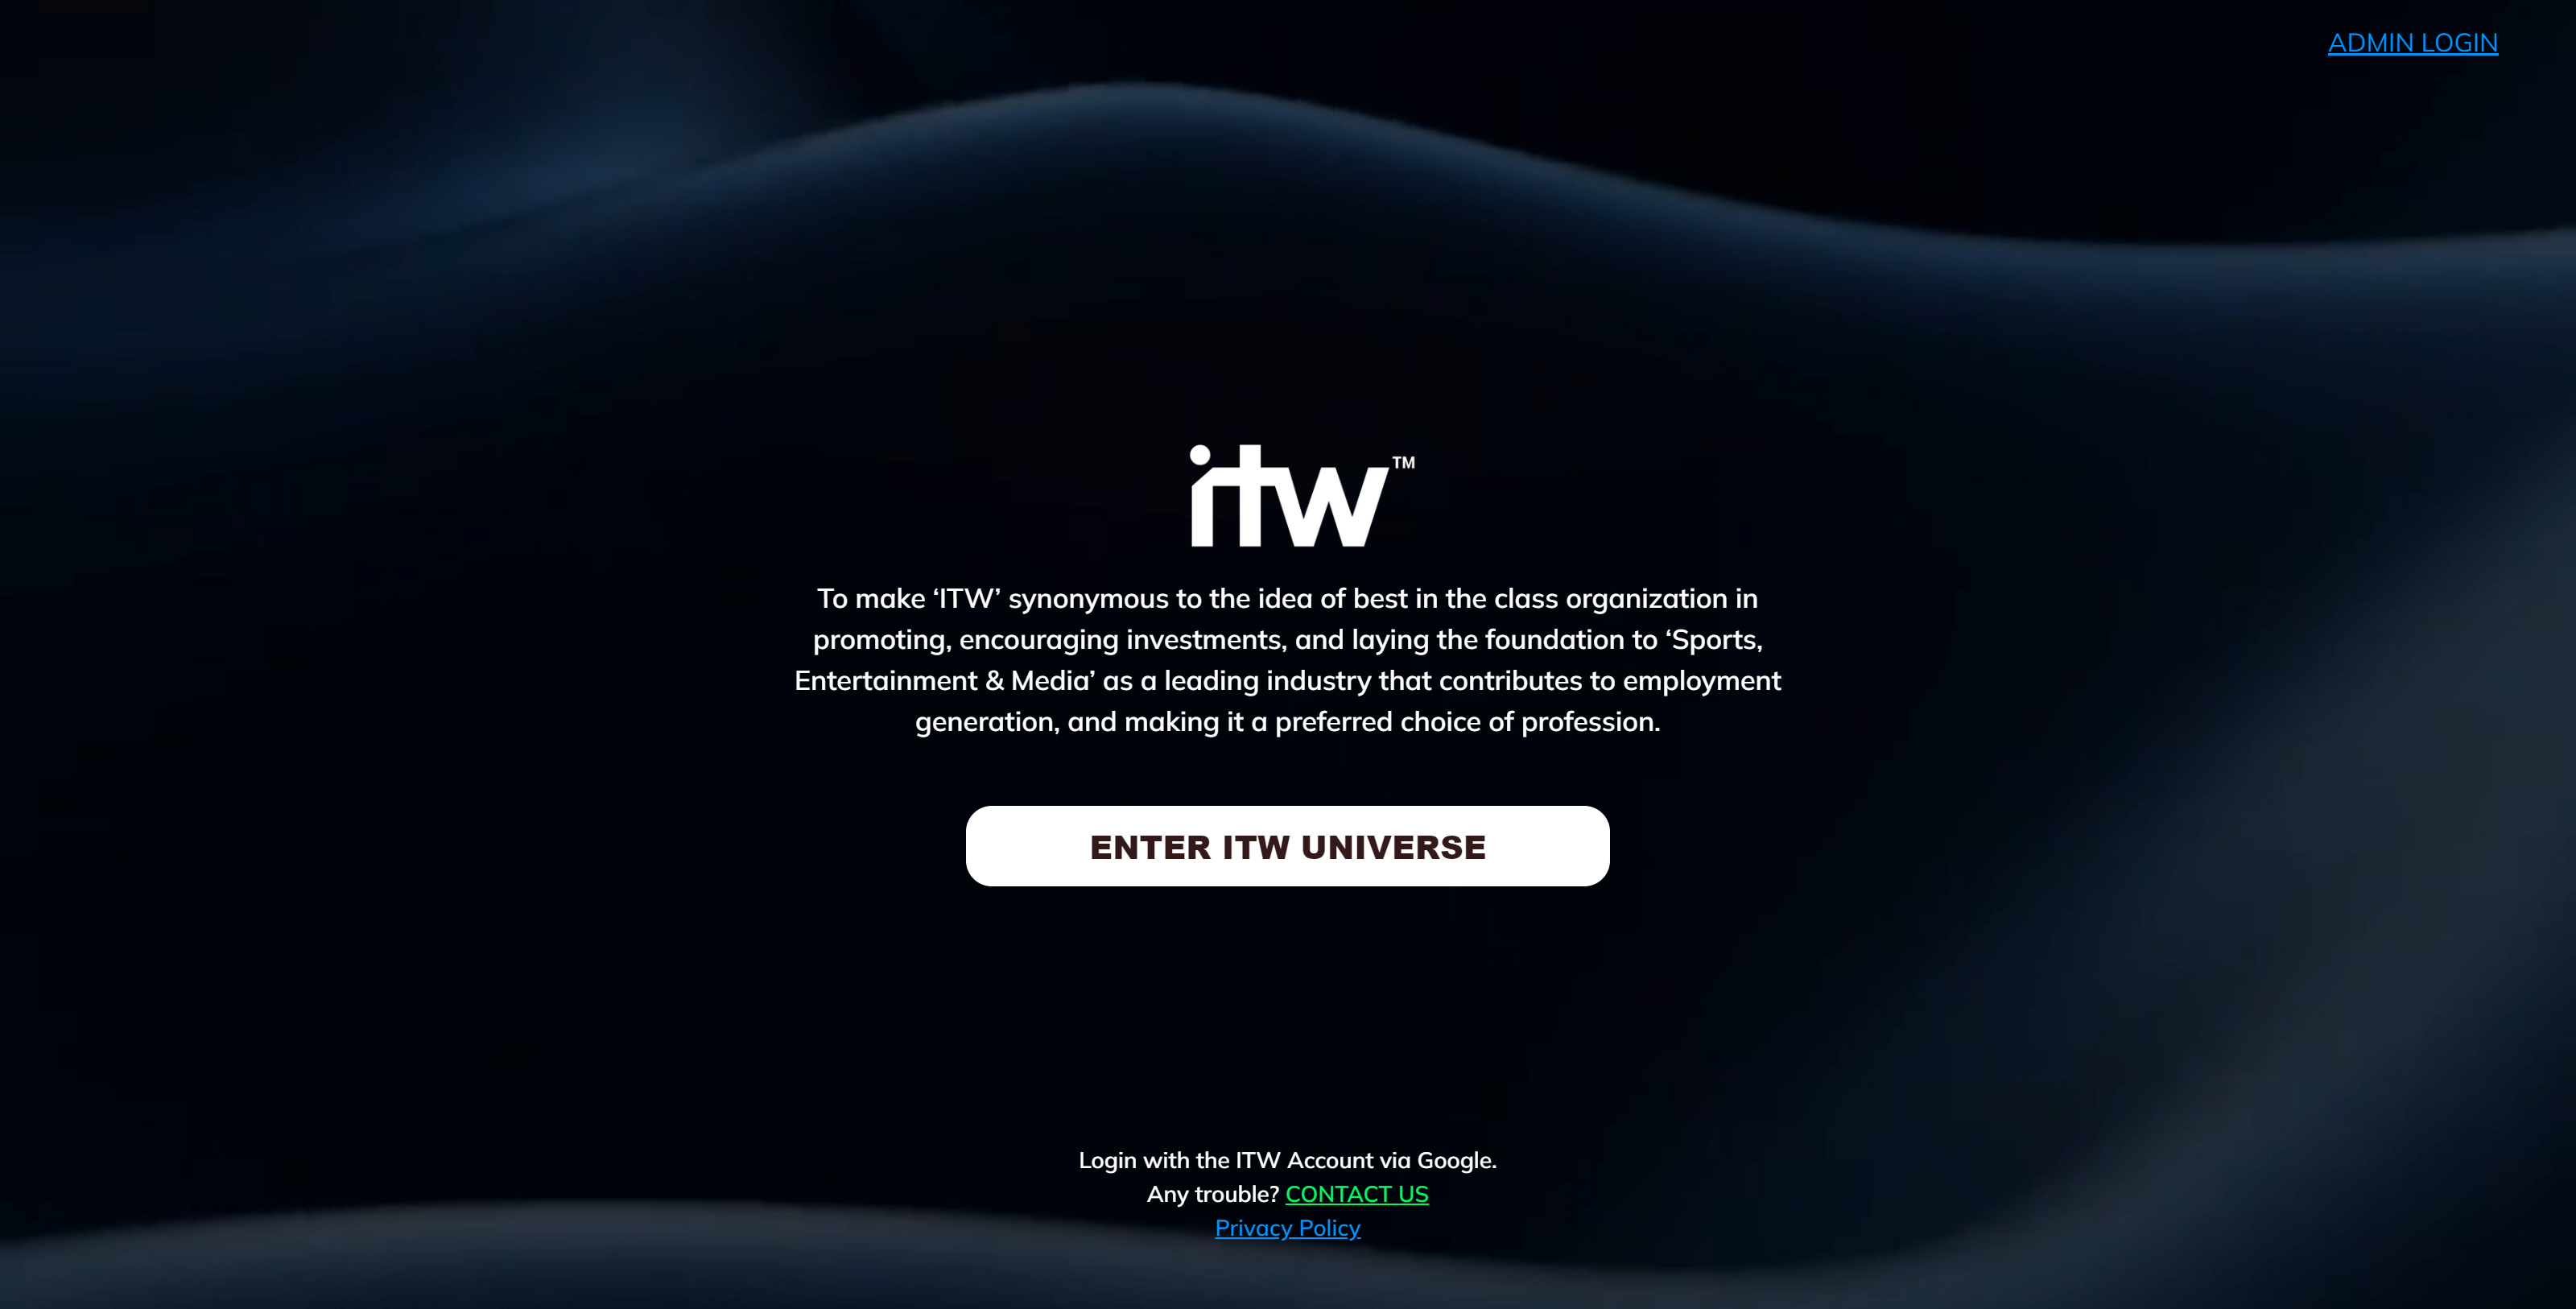 ADMIN LOGIN
itw™
To make ‘ITW’ synonymous to the idea of best in the class organization in
promoting, encouraging investments, and laying the foundation to ‘Sports,
Entertainment & Media’ as a leading industry that contributes to employment
generation, and making it a preferred choice of profession.
ENTER ITW UNIVERSE
Login with the ITW Account via Google.
Any trouble? CONTACT US
Privacy Policy